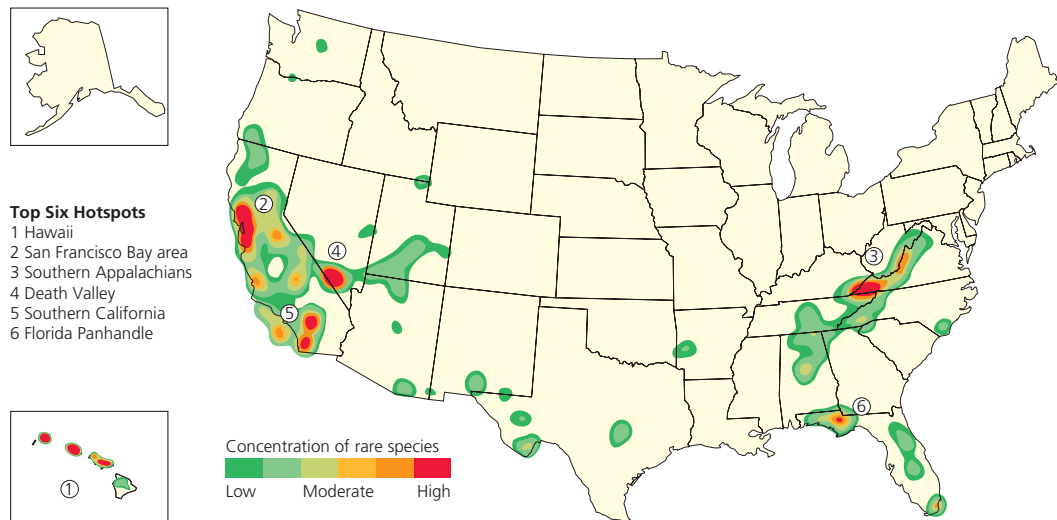 Top Six Hotspots
1 Hawaii
2 San Francisco Bay area
3 Southern Appalachians
4 Death Valley
5 Southern California
6 Florida Panhandle
2
4
3
5
6
1
Concentration of rare species
Low Moderate High